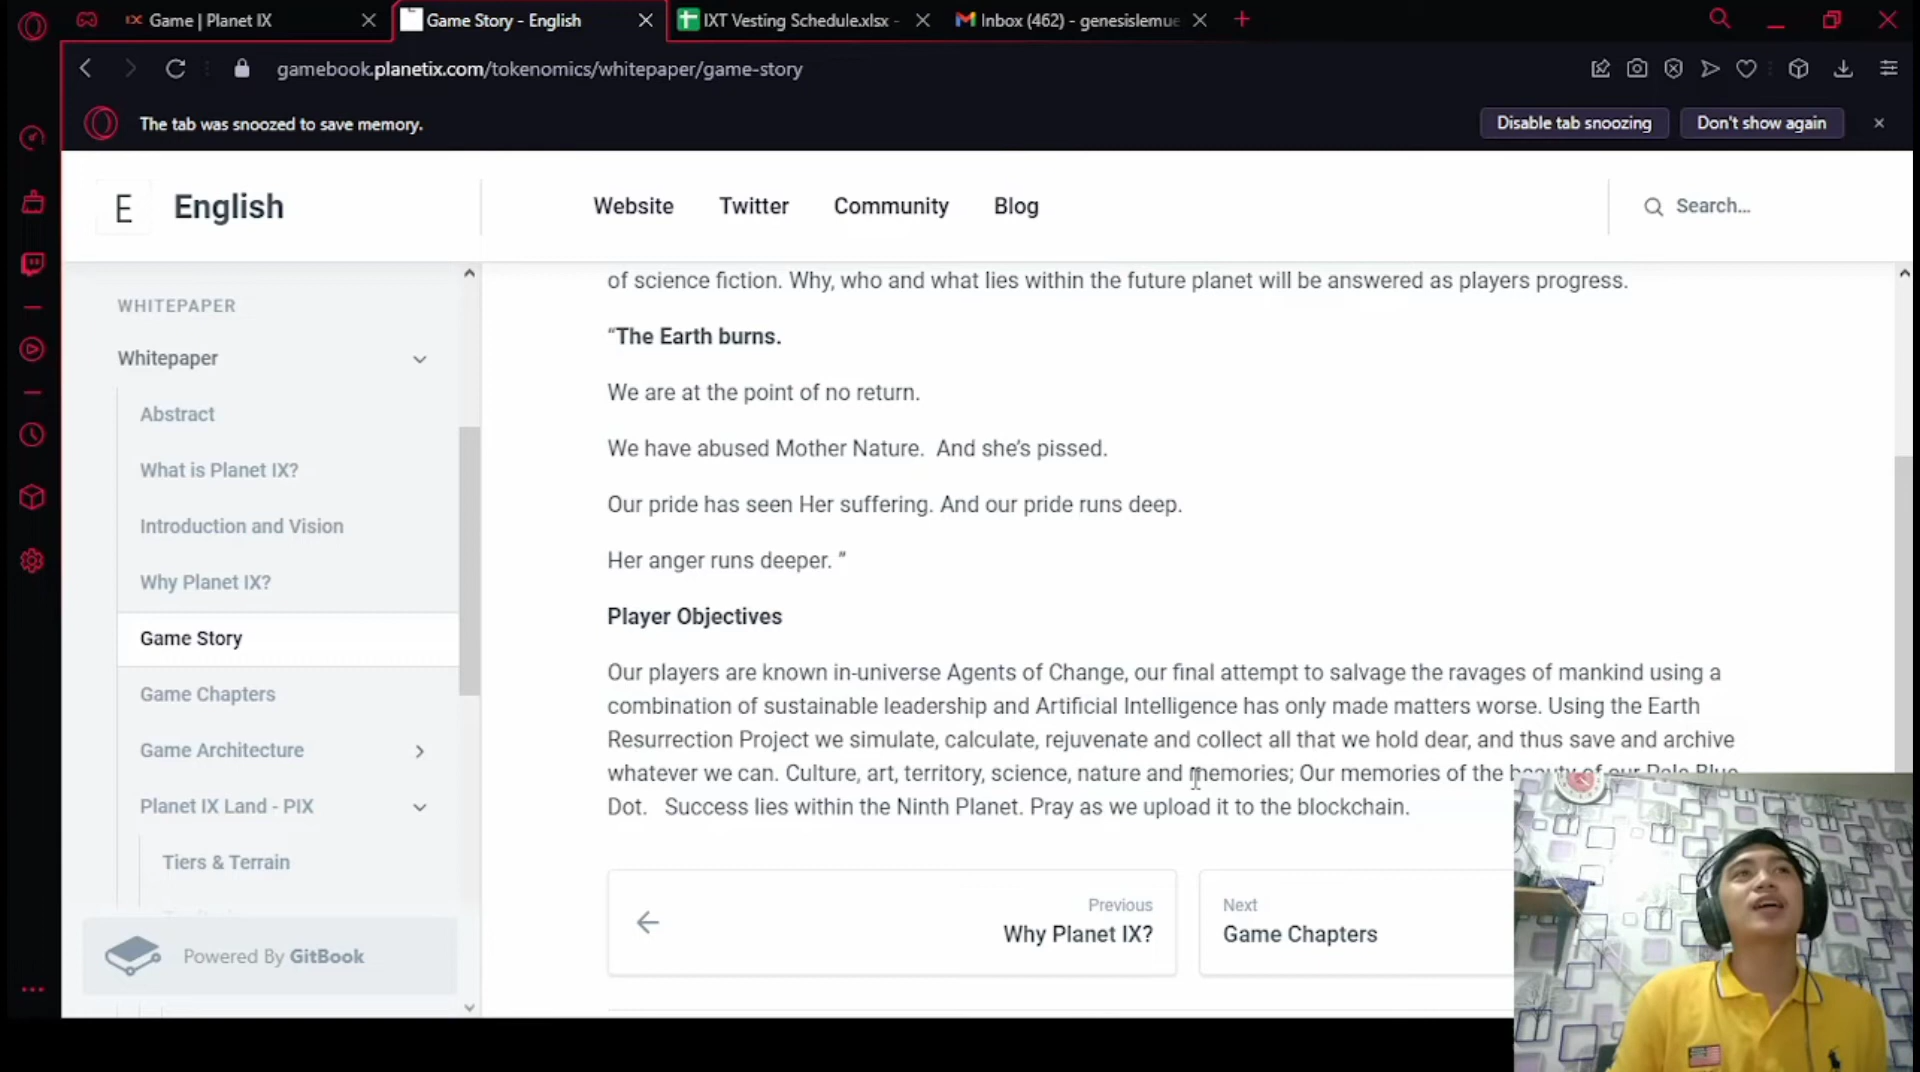 Game | Planet IX
Game Story - English
IXT Vesting Schedule.xlsx -
Inbox (462) - genesislemue
gamebook.planetix.com/tokenomics/whitepaper/game-story
The tab was snoozed to save memory.
Disable tab snoozing
Don't show again
E
English
Website
Twitter
Community
Blog
Search...
WHITEPAPER
Whitepaper
Abstract
What is Planet IX?
Introduction and Vision
Why Planet IX?
Game Story
Game Chapters
Game Architecture
Planet IX Land - PIX
Tiers & Terrain
Powered By GitBook
of science fiction. Why, who and what lies within the future planet will be answered as players progress.
“The Earth burns.
We are at the point of no return.
We have abused Mother Nature.  And she’s pissed.
Our pride has seen Her suffering. And our pride runs deep.
Her anger runs deeper. ”
Player Objectives
Our players are known in-universe Agents of Change, our final attempt to salvage the ravages of mankind using a
combination of sustainable leadership and Artificial Intelligence has only made matters worse. Using the Earth
Resurrection Project we simulate, calculate, rejuvenate and collect all that we hold dear, and thus save and archive
whatever we can. Culture, art, territory, science, nature and memories; Our memories of the beauty of our Pale Blue
Dot.   Success lies within the Ninth Planet. Pray as we upload it to the blockchain.
Previous
Why Planet IX?
Next
Game Chapters